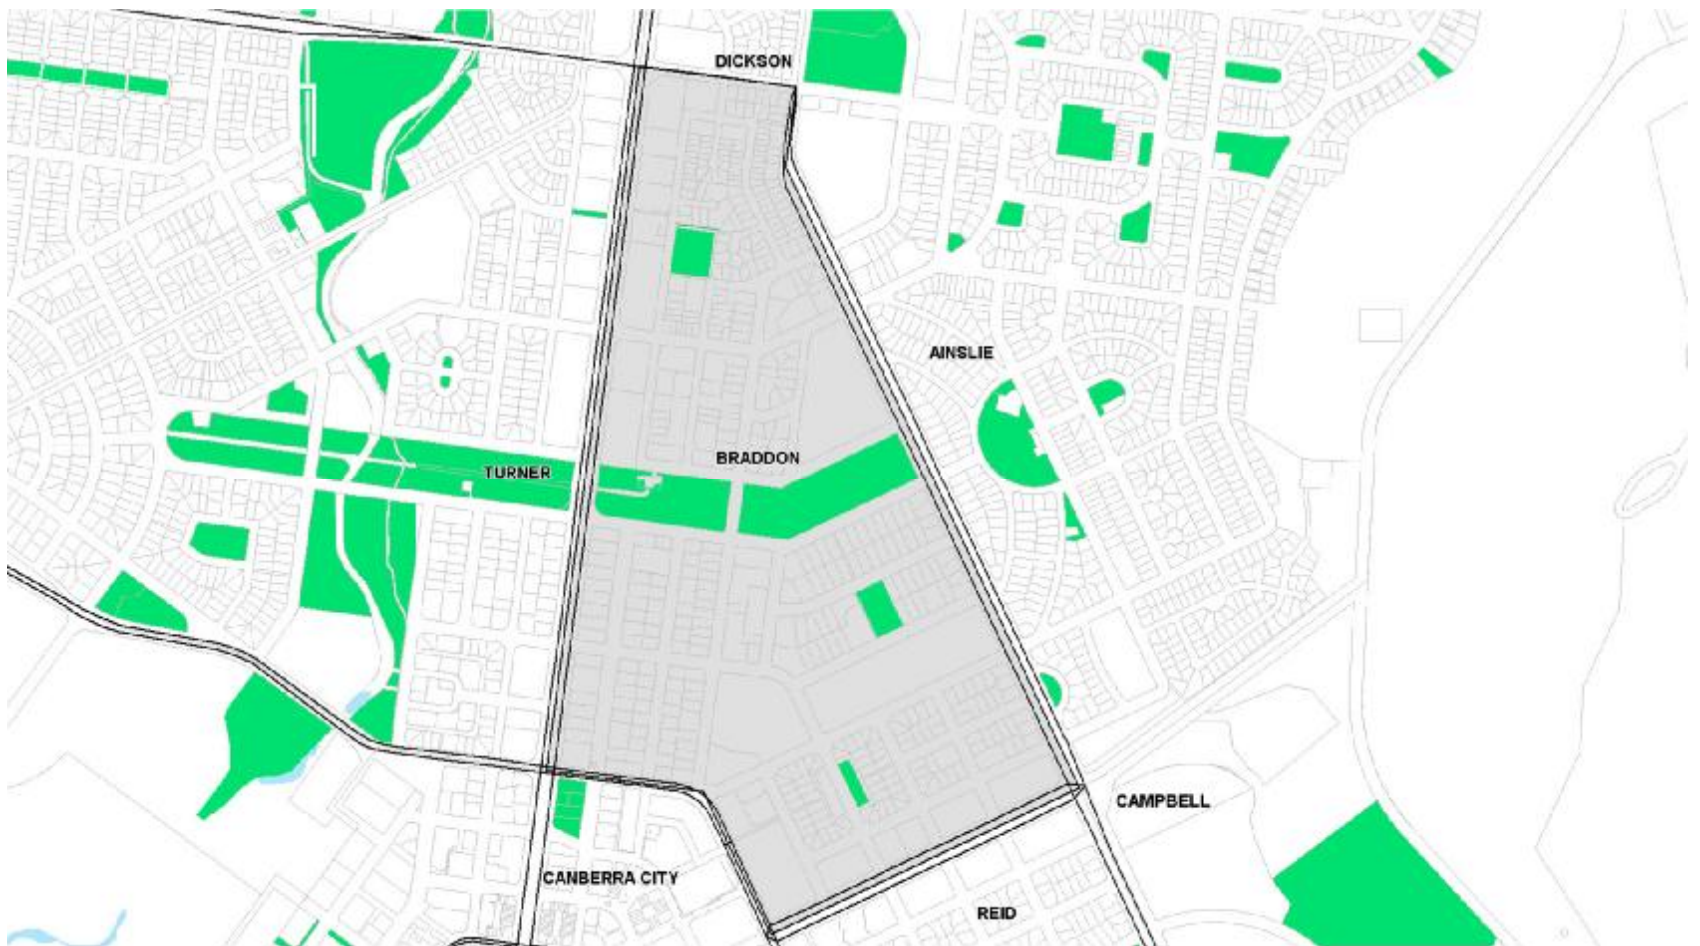 DICKSON
AINSLIE
BRADDON
TURNER
CAMPBELL
CANBERRA CITY
REID